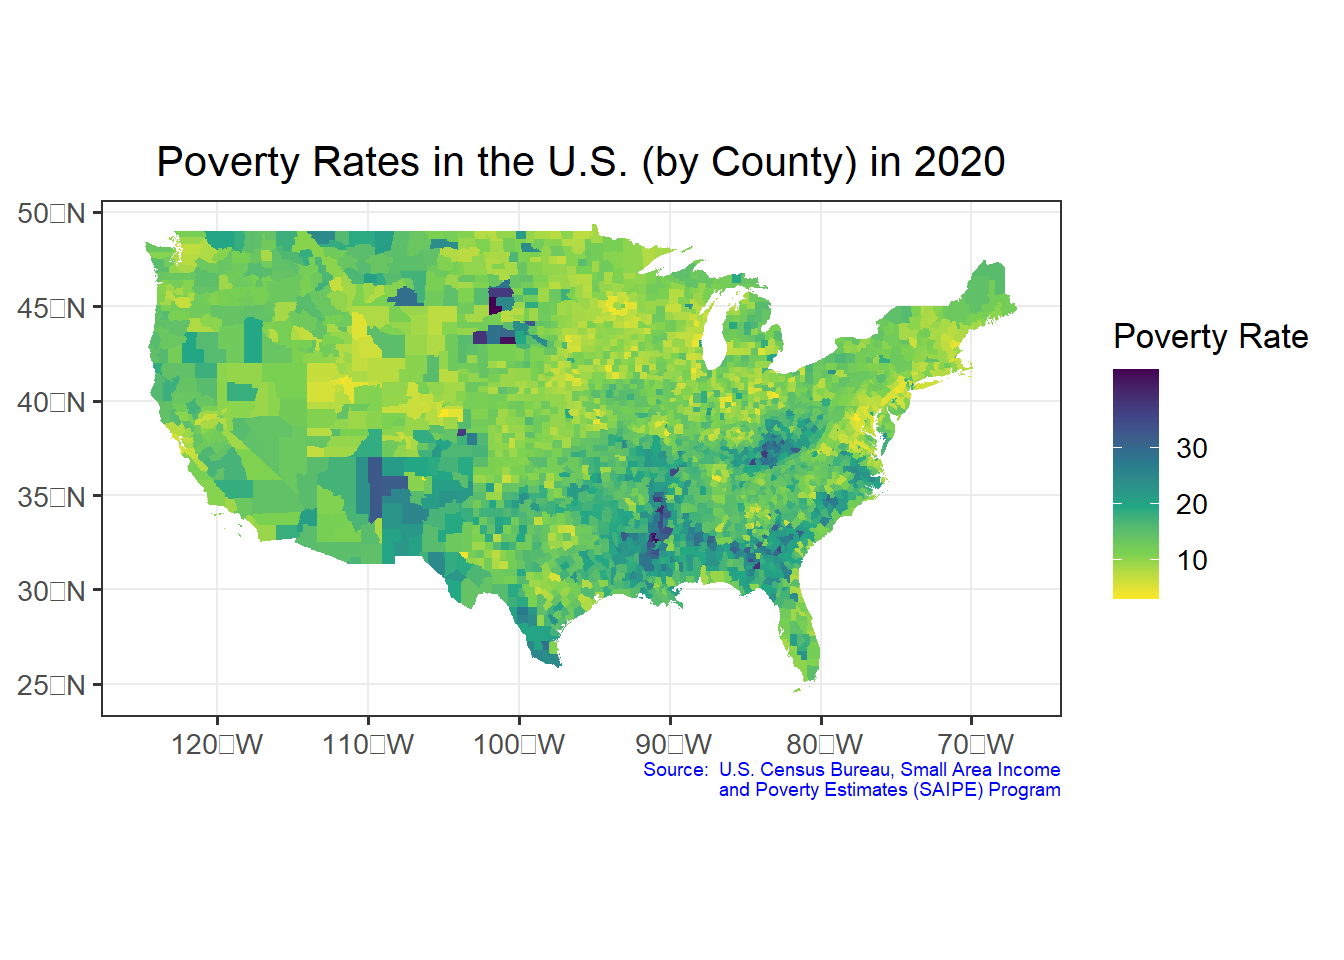 Poverty Rates in the U.S. (by County) in 2020
50□N
45□N
40□N
35□N
30□N
25□N
120□W 110□W 100□W 90□W 80□W 70□W
Source:  U.S. Census Bureau, Small Area Income
and Poverty Estimates (SAIPE) Program
Poverty Rate
30
20
10